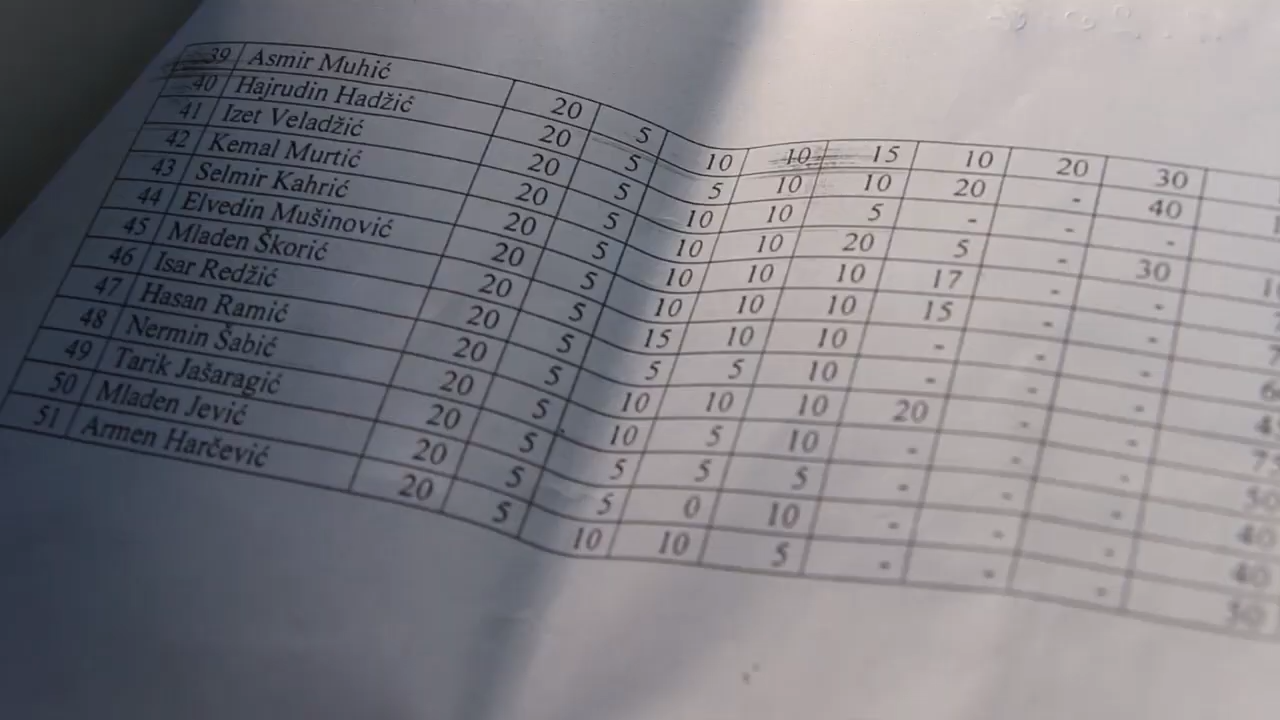 39 Asmir Muhić 20 5 10 10 15 10 20 30
40 Hajrudin Hadžić 20 5 5 10 10 20 - 40
41 Izet Veladžić 20 5 10 10 5 - - -
42 Kemal Murtić 20 5 10 10 20 5 - 30
43 Selmir Kahrić 20 5 10 10 10 17 - -
44 Elvedin Mušinović 20 5 10 10 10 15 - -
45 Mladen Škorić 20 5 15 10 10 - - -
46 Isar Redžić 20 5 5 5 10 - - -
47 Hasan Ramić 20 5 10 10 10 20 - -
48 Nermin Šabić 20 5 10 5 10 - - - 50
49 Tarik Jašaragić 20 5 5 5 5 - - - 40
50 Mladen Jević 20 5 5 0 10 - - - 40
51 Armen Harčević 20 5 10 10 5 - - - 50